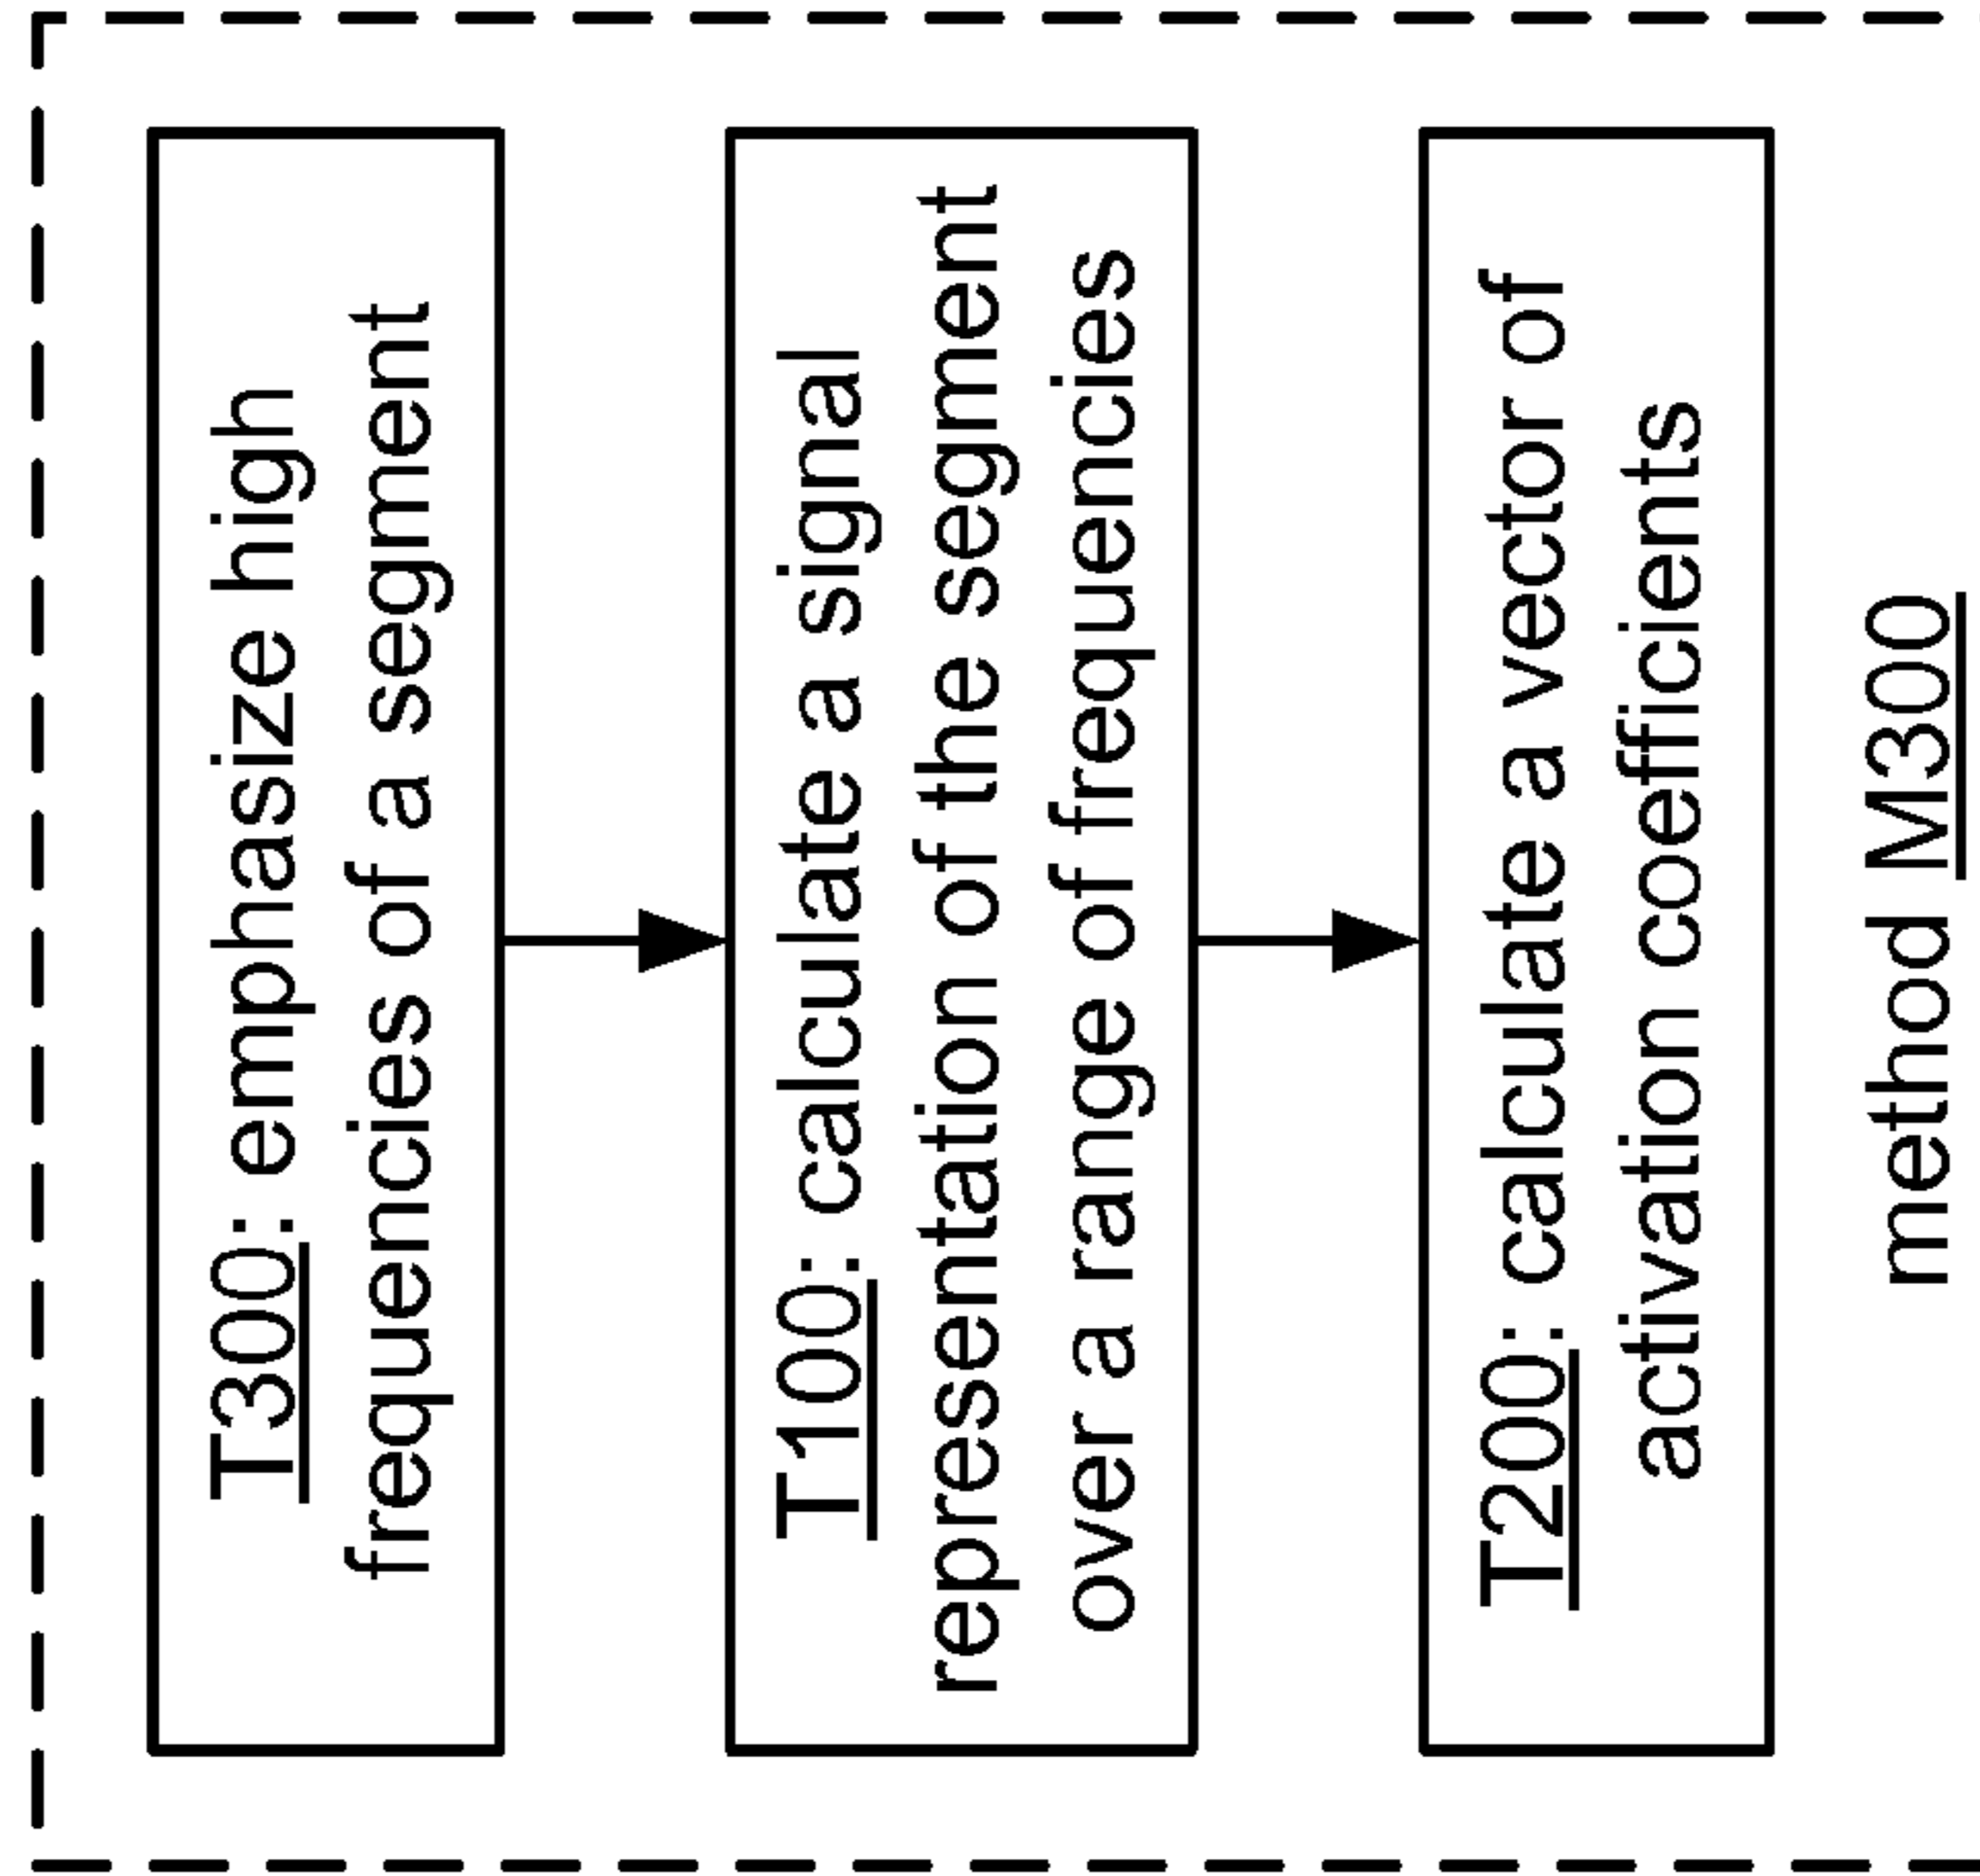 T300: emphasize high
frequencies of a segment
T100: calculate a signal
representation of the segment
over a range of frequencies
T200: calculate a vector of
activation coefficients
method M300